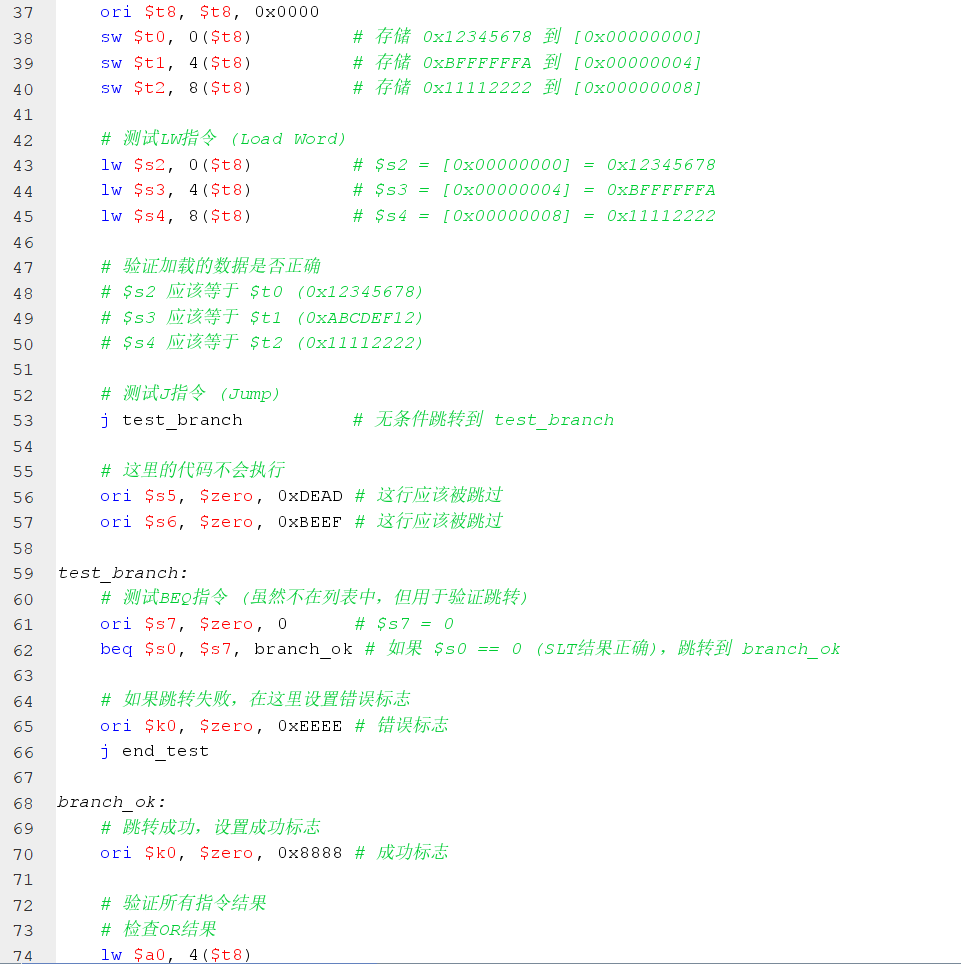 37 ori $t8, $t8, 0x0000
38 sw $t0, 0($t8) # 存储 0x12345678 到 [0x00000000]
39 sw $t1, 4($t8) # 存储 0xBFFFFFFA 到 [0x00000004]
40 sw $t2, 8($t8) # 存储 0x11112222 到 [0x00000008]
41
42 # 测试LW指令 (Load Word)
43 lw $s2, 0($t8) # $s2 = [0x00000000] = 0x12345678
44 lw $s3, 4($t8) # $s3 = [0x00000004] = 0xBFFFFFFA
45 lw $s4, 8($t8) # $s4 = [0x00000008] = 0x11112222
46
47 # 验证加载的数据是否正确
48 # $s2 应该等于 $t0 (0x12345678)
49 # $s3 应该等于 $t1 (0xABCDEF12)
50 # $s4 应该等于 $t2 (0x11112222)
51
52 # 测试J指令 (Jump)
53 j test_branch # 无条件跳转到 test_branch
54
55 # 这里的代码不会执行
56 ori $s5, $zero, 0xDEAD # 这行应该被跳过
57 ori $s6, $zero, 0xBEEF # 这行应该被跳过
58
59 test_branch:
60 # 测试BEQ指令 (虽然不在列表中，但用于验证跳转)
61 ori $s7, $zero, 0 # $s7 = 0
62 beq $s0, $s7, branch_ok # 如果 $s0 == 0 (SLT结果正确)，跳转到 branch_ok
63
64 # 如果跳转失败，在这里设置错误标志
65 ori $k0, $zero, 0xEEEE # 错误标志
66 j end_test
67
68 branch_ok:
69 # 跳转成功，设置成功标志
70 ori $k0, $zero, 0x8888 # 成功标志
71
72 # 验证所有指令结果
73 # 检查OR结果
74 lw $a0, 4($t8)